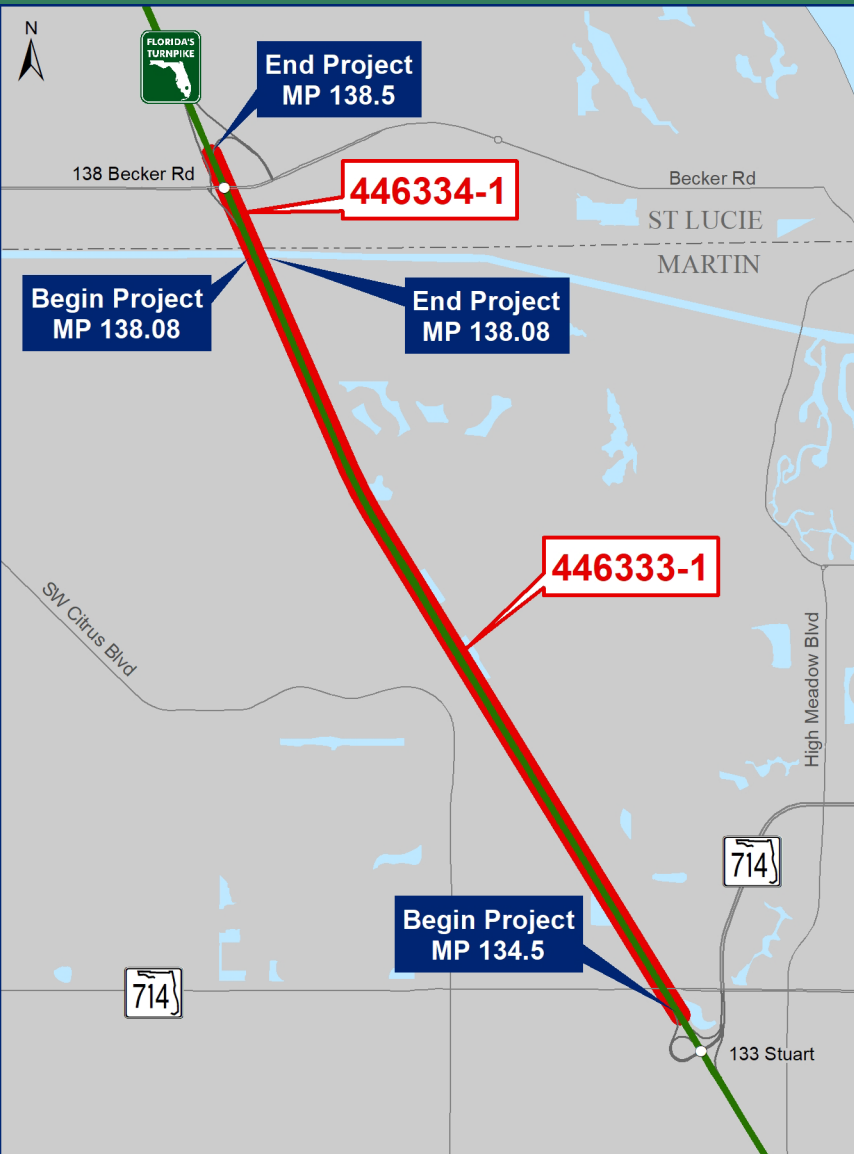 N
FLORIDA'S
TURNPIKE
End Project
MP 138.5
138 Becker Rd
446334-1
Becker Rd
ST LUCIE
MARTIN
Begin Project
MP 138.08
End Project
MP 138.08
446333-1
SW Citrus Blvd
High Meadow Blvd
714
Begin Project
MP 134.5
714
133 Stuart